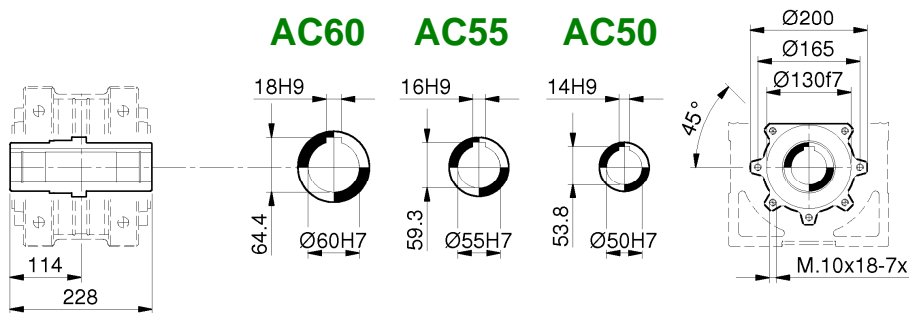 AC60 AC55 AC50
Ø200
Ø165
18H9 16H9 14H9 Ø130f7
45°
64.4 59.3 53.8
Ø60H7 Ø55H7 Ø50H7
114 M.10x18-7x
228